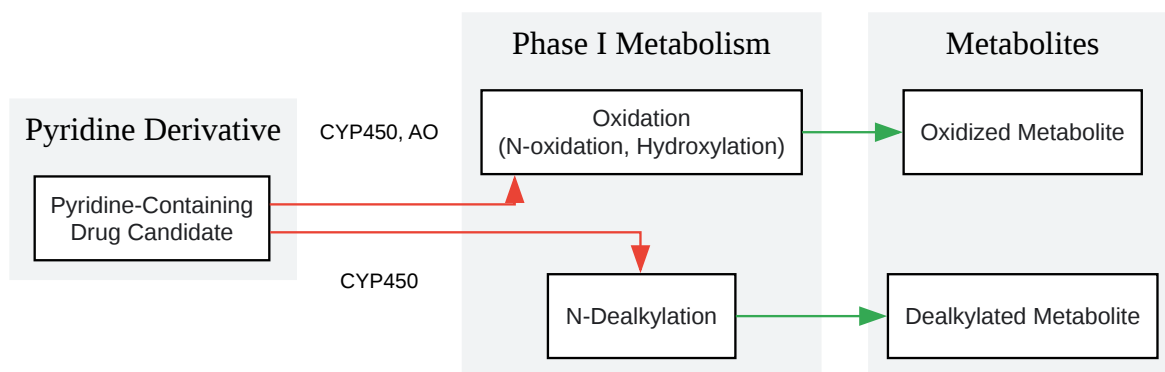 Pyridine Derivative
Pyridine-Containing
Drug Candidate
CYP450, AO
CYP450
Phase I Metabolism
Oxidation
(N-oxidation, Hydroxylation)
N-Dealkylation
Metabolites
Oxidized Metabolite
Dealkylated Metabolite